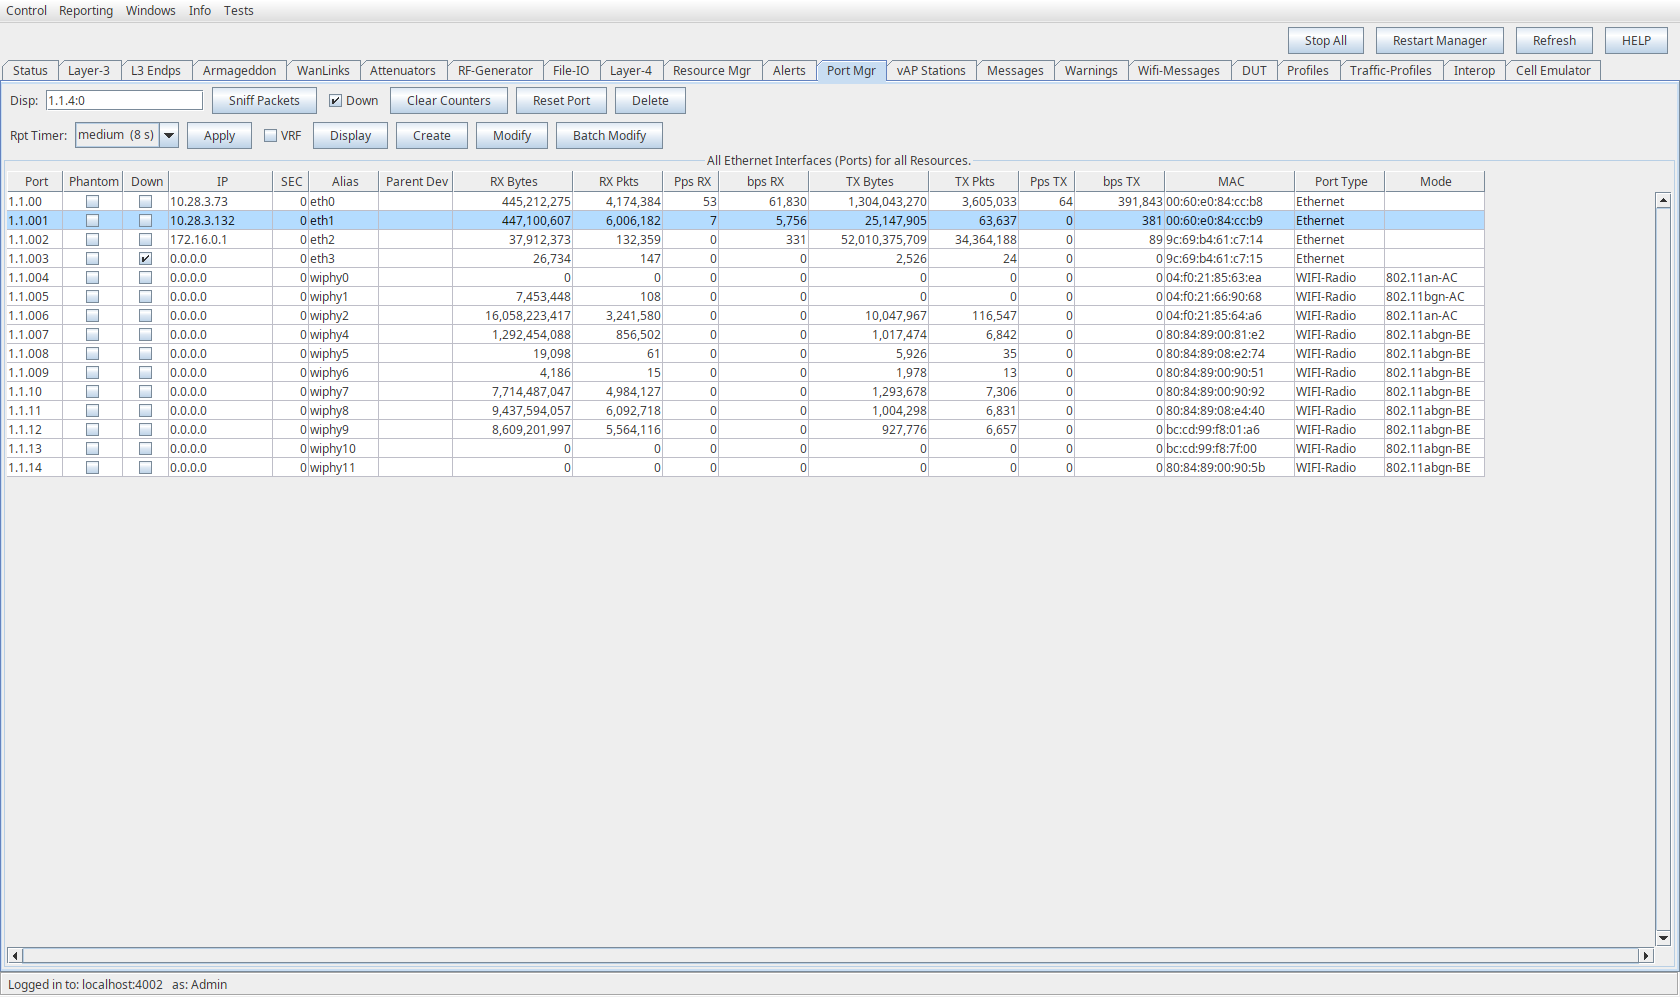 Control Reporting Windows Info Tests
Stop All Restart Manager Refresh HELP
Status Layer-3 L3 Endps Armageddon WanLinks Attenuators RF-Generator File-IO Layer-4 Resource Mgr Alerts Port Mgr vAP Stations Messages Warnings Wifi-Messages DUT Profiles Traffic-Profiles Interop Cell Emulator
Disp: 1.1.4:0 Sniff Packets Down Clear Counters Reset Port Delete
Rpt Timer: medium (8 s) Apply VRF Display Create Modify Batch Modify
All Ethernet Interfaces (Ports) for all Resources.
Port Phantom Down IP SEC Alias Parent Dev RX Bytes RX Pkts Pps RX bps RX TX Bytes TX Pkts Pps TX bps TX MAC Port Type Mode
1.1.00 10.28.3.73 0 eth0 445,212,275 4,174,384 53 61,830 1,304,043,270 3,605,033 64 391,843 00:60:e0:84:cc:b8 Ethernet
1.1.001 10.28.3.132 0 eth1 447,100,607 6,006,182 7 5,756 25,147,905 63,637 0 381 00:60:e0:84:cc:b9 Ethernet
1.1.002 172.16.0.1 0 eth2 37,912,373 132,359 0 331 52,010,375,709 34,364,188 0 89 9c:69:b4:61:c7:14 Ethernet
1.1.003 0.0.0.0 0 eth3 26,734 147 0 0 2,526 24 0 0 9c:69:b4:61:c7:15 Ethernet
1.1.004 0.0.0.0 0 wiphy0 0 0 0 0 0 0 0 0 04:f0:21:85:63:ea WIFI-Radio 802.11an-AC
1.1.005 0.0.0.0 0 wiphy1 7,453,448 108 0 0 0 0 0 0 04:f0:21:66:90:68 WIFI-Radio 802.11bgn-AC
1.1.006 0.0.0.0 0 wiphy2 16,058,223,417 3,241,580 0 0 10,047,967 116,547 0 0 04:f0:21:85:64:a6 WIFI-Radio 802.11an-AC
1.1.007 0.0.0.0 0 wiphy4 1,292,454,088 856,502 0 0 1,017,474 6,842 0 0 80:84:89:00:81:e2 WIFI-Radio 802.11abgn-BE
1.1.008 0.0.0.0 0 wiphy5 19,098 61 0 0 5,926 35 0 0 80:84:89:08:e2:74 WIFI-Radio 802.11abgn-BE
1.1.009 0.0.0.0 0 wiphy6 4,186 15 0 0 1,978 13 0 0 80:84:89:00:90:51 WIFI-Radio 802.11abgn-BE
1.1.10 0.0.0.0 0 wiphy7 7,714,487,047 4,984,127 0 0 1,293,678 7,306 0 0 80:84:89:00:90:92 WIFI-Radio 802.11abgn-BE
1.1.11 0.0.0.0 0 wiphy8 9,437,594,057 6,092,718 0 0 1,004,298 6,831 0 0 80:84:89:08:e4:40 WIFI-Radio 802.11abgn-BE
1.1.12 0.0.0.0 0 wiphy9 8,609,201,997 5,564,116 0 0 927,776 6,657 0 0 bc:cd:99:f8:01:a6 WIFI-Radio 802.11abgn-BE
1.1.13 0.0.0.0 0 wiphy10 0 0 0 0 0 0 0 0 bc:cd:99:f8:7f:00 WIFI-Radio 802.11abgn-BE
1.1.14 0.0.0.0 0 wiphy11 0 0 0 0 0 0 0 0 80:84:89:00:90:5b WIFI-Radio 802.11abgn-BE
Logged in to: localhost:4002 as: Admin